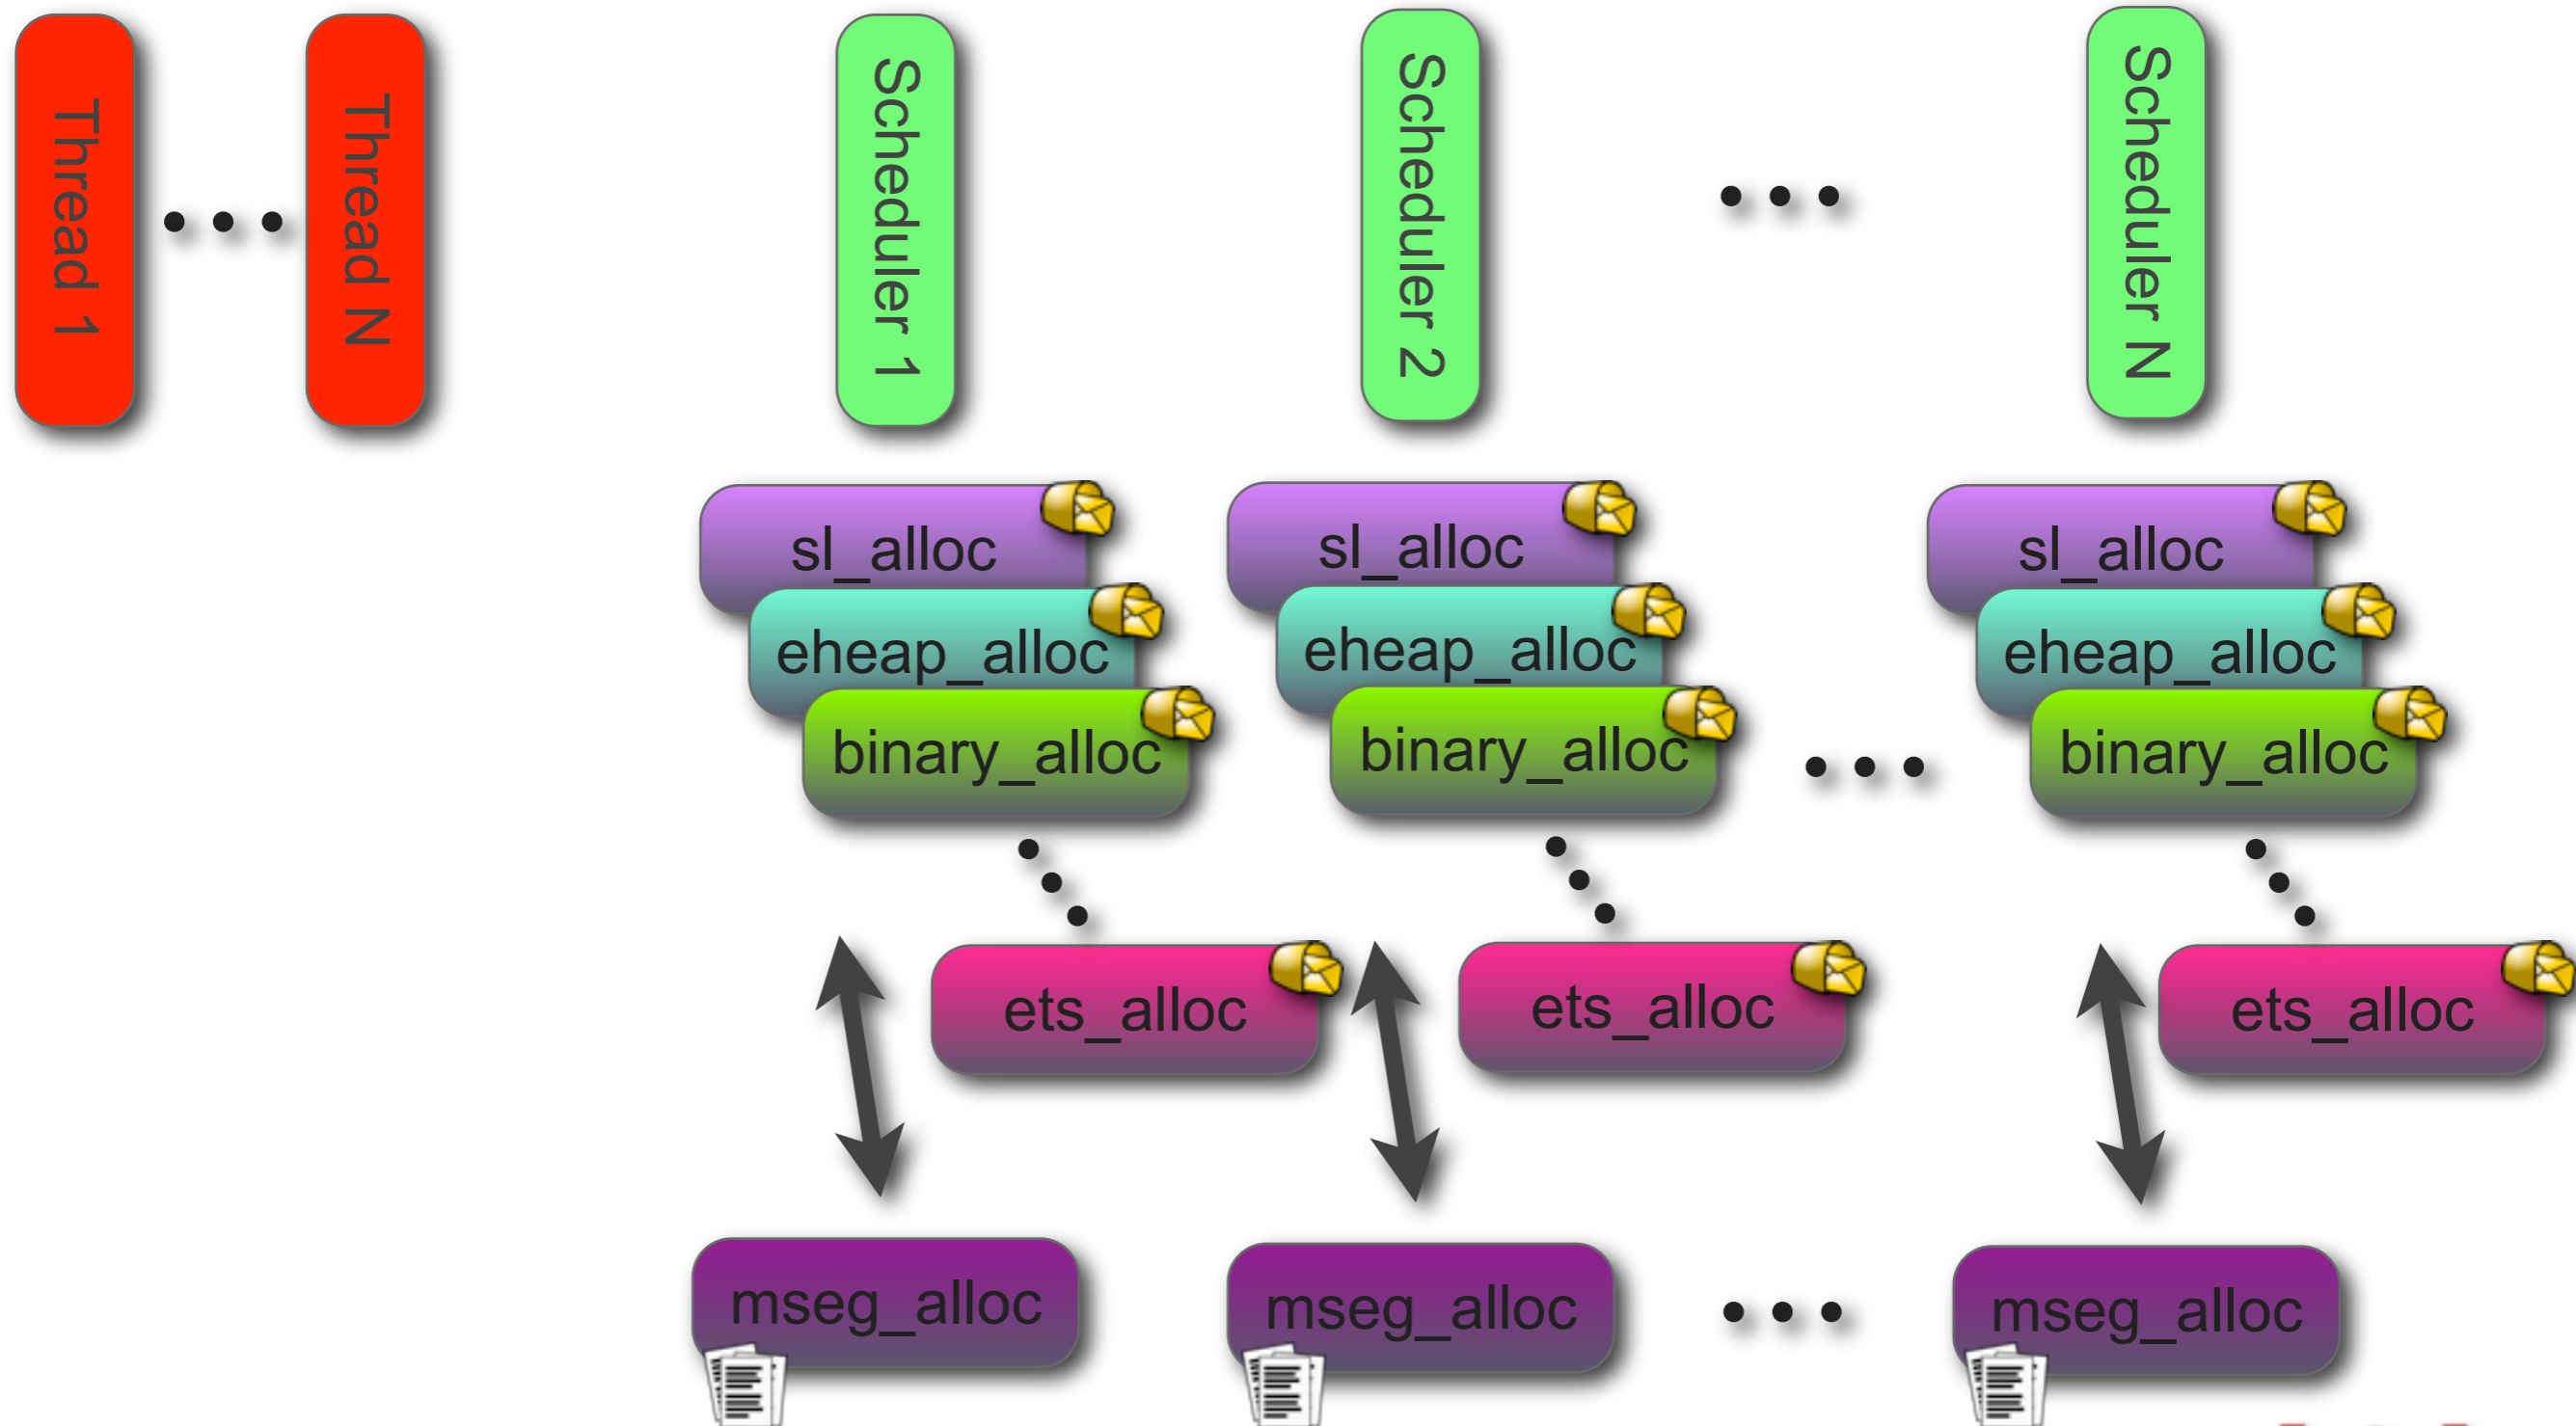 Thread 1
Thread N
Scheduler 1
Scheduler 2
Scheduler N
sl_alloc
eheap_alloc
binary_alloc
ets_alloc
mseg_alloc
sl_alloc
eheap_alloc
binary_alloc
ets_alloc
mseg_alloc
sl_alloc
eheap_alloc
binary_alloc
ets_alloc
mseg_alloc